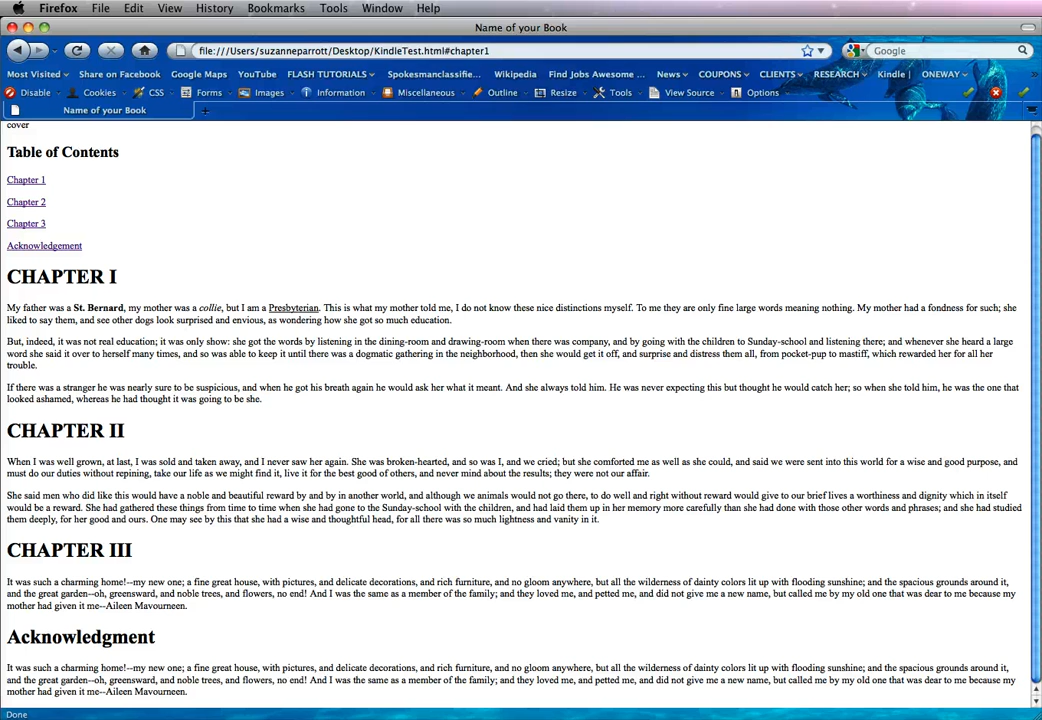 Firefox File Edit View History Bookmarks Tools Window Help
Name of your Book
file:///Users/suzanneparrott/Desktop/KindleTest.html#chapter1 Google
Most Visited Share on Facebook Google Maps YouTube FLASH TUTORIALS Spokesmanclassifie... Wikipedia Find Jobs Awesome ... News COUPONS CLIENTS RESEARCH Kindle ONEWAY
Disable Cookies CSS Forms Images Information Miscellaneous Outline Resize Tools View Source Options
Name of your Book
cover
Table of Contents
Chapter 1
Chapter 2
Chapter 3
Acknowledgement
CHAPTER I
My father was a St. Bernard, my mother was a collie, but I am a Presbyterian. This is what my mother told me, I do not know these nice distinctions myself. To me they are only fine large words meaning nothing. My mother had a fondness for such; she
liked to say them, and see other dogs look surprised and envious, as wondering how she got so much education.
But, indeed, it was not real education; it was only show: she got the words by listening in the dining-room and drawing-room when there was company, and by going with the children to Sunday-school and listening there; and whenever she heard a large
word she said it over to herself many times, and so was able to keep it until there was a dogmatic gathering in the neighborhood, then she would get it off, and surprise and distress them all, from pocket-pup to mastiff, which rewarded her for all her
trouble.
If there was a stranger he was nearly sure to be suspicious, and when he got his breath again he would ask her what it meant. And she always told him. He was never expecting this but thought he would catch her; so when she told him, he was the one that
looked ashamed, whereas he had thought it was going to be she.
CHAPTER II
When I was well grown, at last, I was sold and taken away, and I never saw her again. She was broken-hearted, and so was I, and we cried; but she comforted me as well as she could, and said we were sent into this world for a wise and good purpose, and
must do our duties without repining, take our life as we might find it, live it for the best good of others, and never mind about the results; they were not our affair.
She said men who did like this would have a noble and beautiful reward by and by in another world, and although we animals would not go there, to do well and right without reward would give to our brief lives a worthiness and dignity which in itself
would be a reward. She had gathered these things from time to time when she had gone to the Sunday-school with the children, and had laid them up in her memory more carefully than she had done with those other words and phrases; and she had studied
them deeply, for her good and ours. One may see by this that she had a wise and thoughtful head, for all there was so much lightness and vanity in it.
CHAPTER III
It was such a charming home!--my new one; a fine great house, with pictures, and delicate decorations, and rich furniture, and no gloom anywhere, but all the wilderness of dainty colors lit up with flooding sunshine; and the spacious grounds around it,
and the great garden--oh, greensward, and noble trees, and flowers, no end! And I was the same as a member of the family; and they loved me, and petted me, and did not give me a new name, but called me by my old one that was dear to me because my
mother had given it me--Aileen Mavourneen.
Acknowledgment
It was such a charming home!--my new one; a fine great house, with pictures, and delicate decorations, and rich furniture, and no gloom anywhere, but all the wilderness of dainty colors lit up with flooding sunshine; and the spacious grounds around it,
and the great garden--oh, greensward, and noble trees, and flowers, no end! And I was the same as a member of the family; and they loved me, and petted me, and did not give me a new name, but called me by my old one that was dear to me because my
mother had given it me--Aileen Mavourneen.
Done